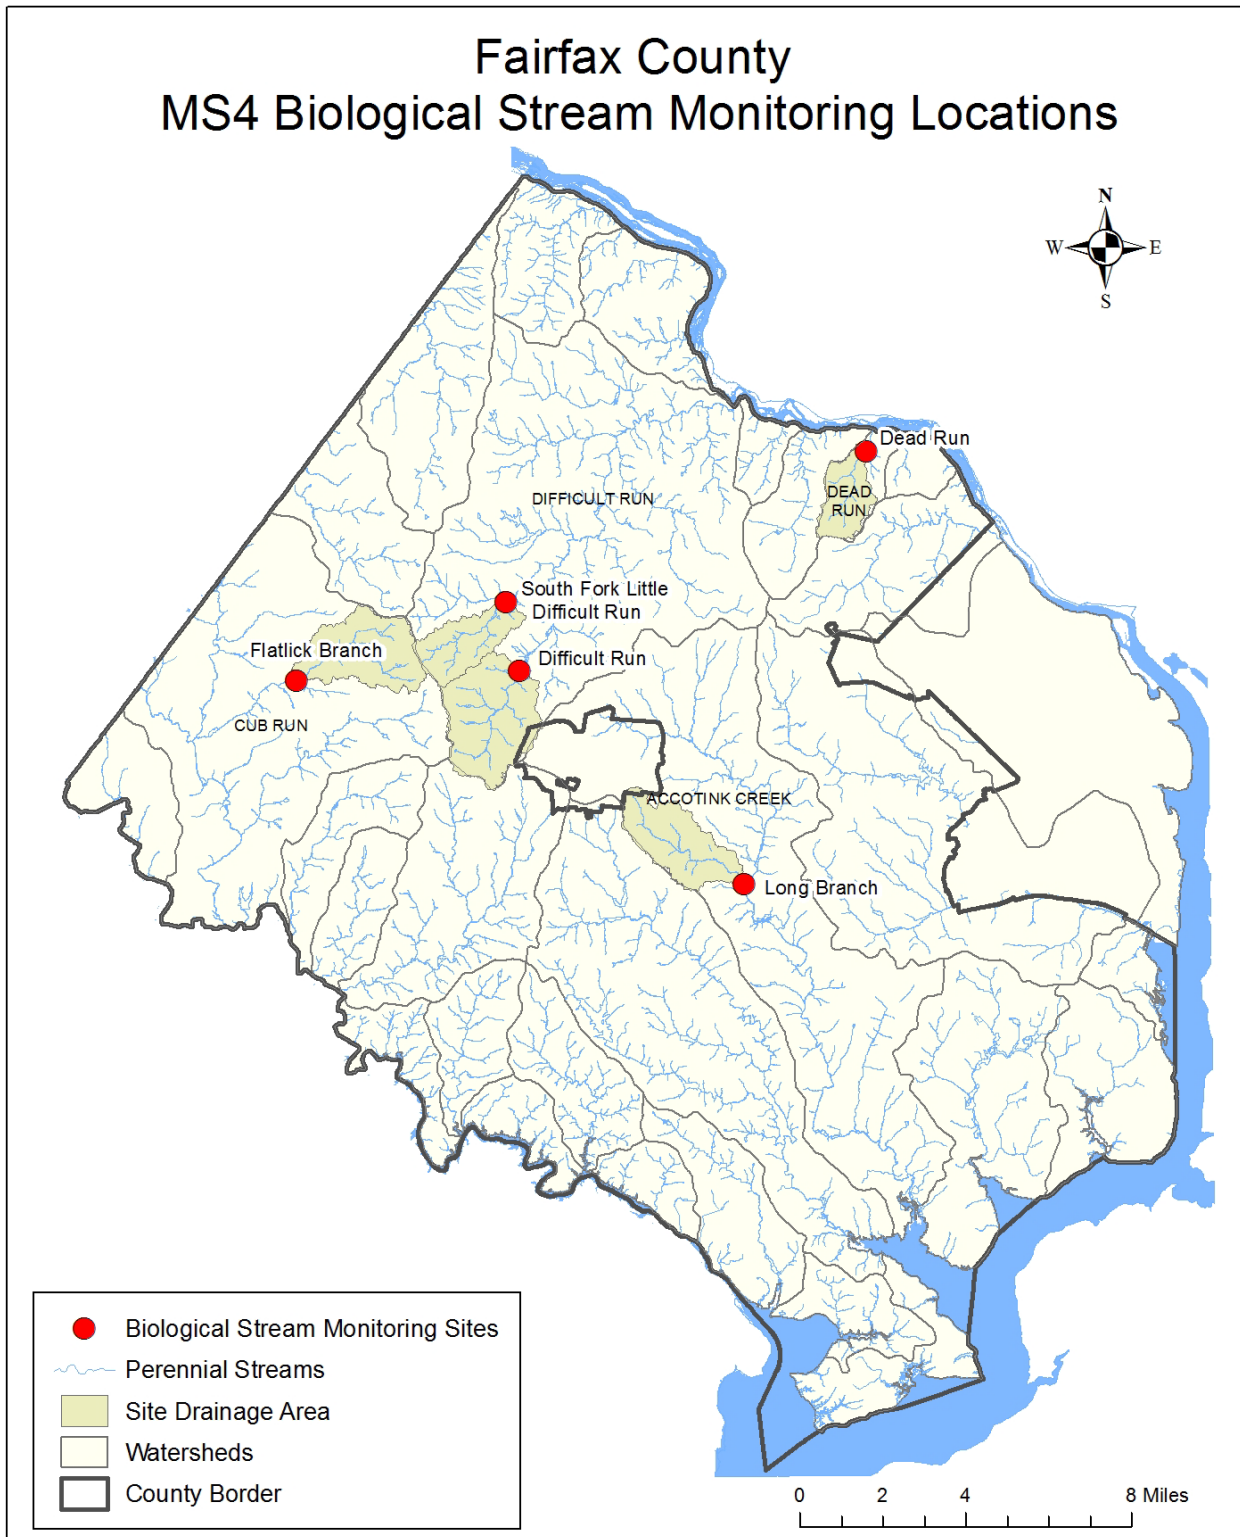 Fairfax County
MS4 Biological Stream Monitoring Locations
N
W
E
S
Dead Run
DEAD
RUN
DIFFICULT RUN
South Fork Little
Difficult Run
Flatlick Branch
Difficult Run
CUB RUN
ACCOTINK CREEK
Long Branch
Biological Stream Monitoring Sites
Perennial Streams
Site Drainage Area
Watersheds
County Border
0 2 4 8 Miles